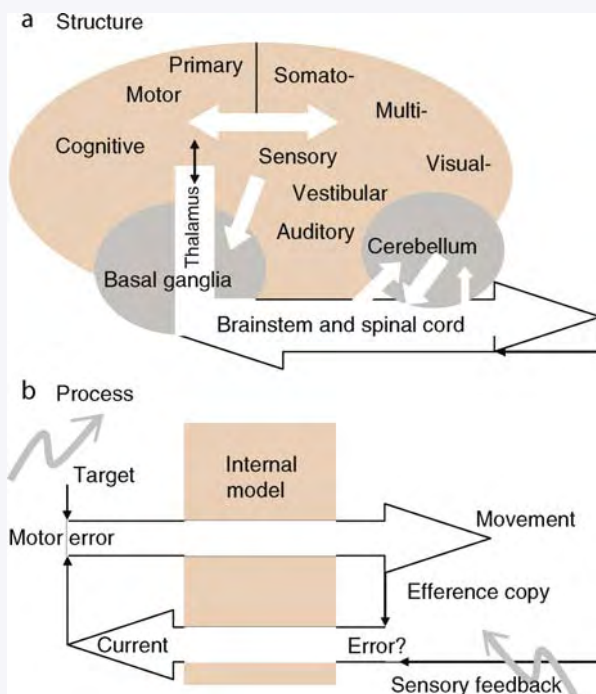 a Structure
Primary
Somato-
Motor
Multi-
Cognitive
Sensory
Visual-
Vestibular
Thalamus
Auditory
Cerebellum
Basal ganglia
Brainstem and spinal cord
b Process
Internal
model
Target
Movement
Motor error
Efference copy
Current
Error?
Sensory feedback